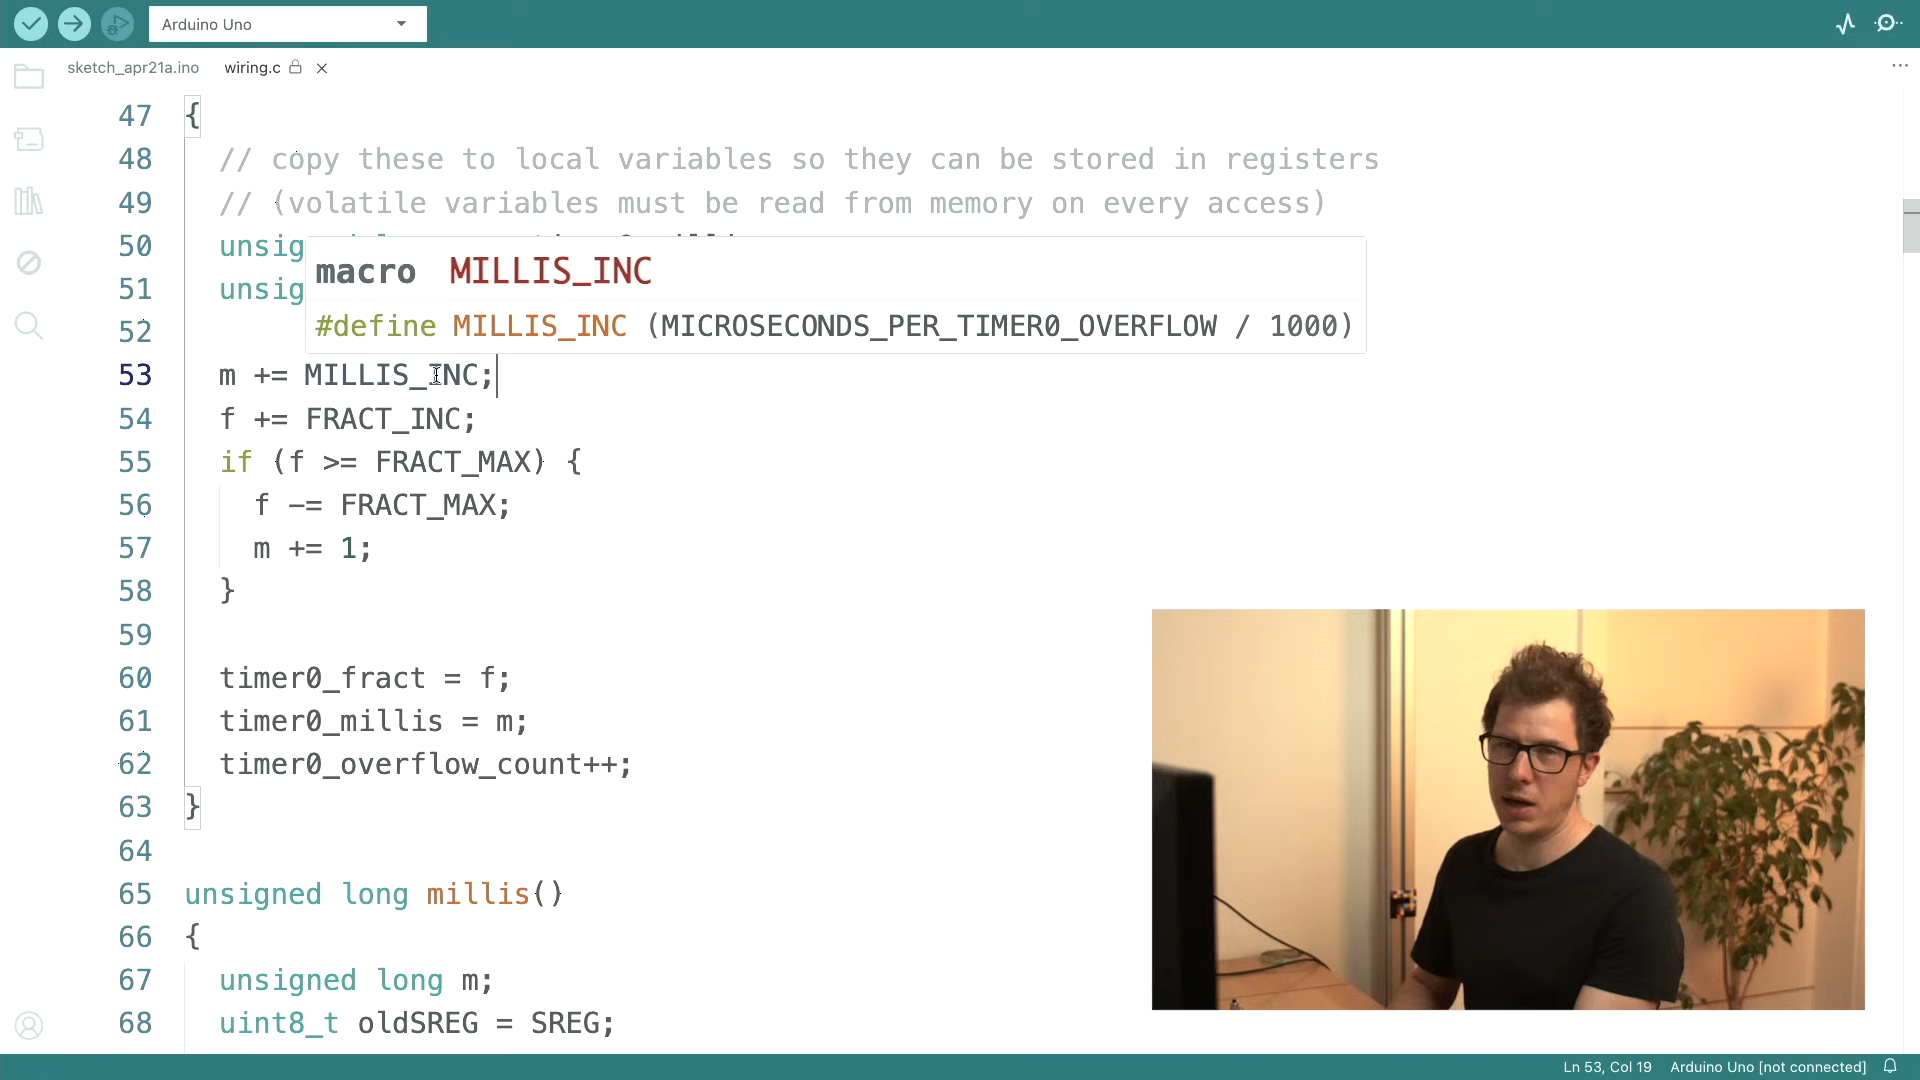 Arduino Uno
sketch_apr21a.ino wiring.c
47 {
48 // copy these to local variables so they can be stored in registers
49 // (volatile variables must be read from memory on every access)
50 unsig
51 unsig
macro MILLIS_INC
#define MILLIS_INC (MICROSECONDS_PER_TIMER0_OVERFLOW / 1000)
52
53 m += MILLIS_INC;
54 f += FRACT_INC;
55 if (f >= FRACT_MAX) {
56 f -= FRACT_MAX;
57 m += 1;
58 }
59
60 timer0_fract = f;
61 timer0_millis = m;
62 timer0_overflow_count++;
63 }
64
65 unsigned long millis()
66 {
67 unsigned long m;
68 uint8_t oldSREG = SREG;
Ln 53, Col 19 Arduino Uno [not connected]